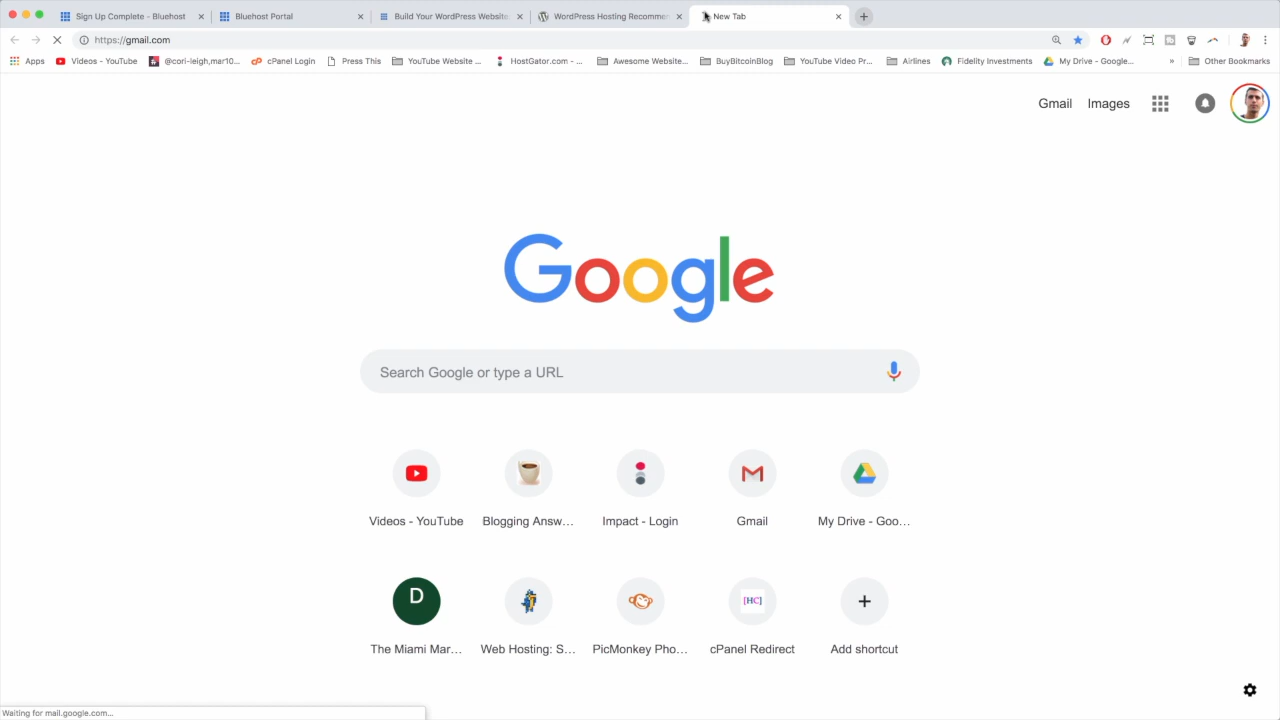 Sign Up Complete - Bluehost
Bluehost Portal
Build Your WordPress Website
WordPress Hosting Recommen
New Tab
https://gmail.com
Apps
Videos - YouTube
@cori-leigh,mar10...
cPanel Login
Press This
YouTube Website ...
HostGator.com - ...
Awesome Website...
BuyBitcoinBlog
YouTube Video Pr...
Airlines
Fidelity Investments
My Drive - Google...
»
Other Bookmarks
Gmail
Images
Google
Search Google or type a URL
Videos - YouTube
Blogging Answ...
Impact - Login
Gmail
My Drive - Goo...
D
[HC]
The Miami Mar...
Web Hosting: S...
PicMonkey Pho...
cPanel Redirect
Add shortcut
Waiting for mail.google.com...